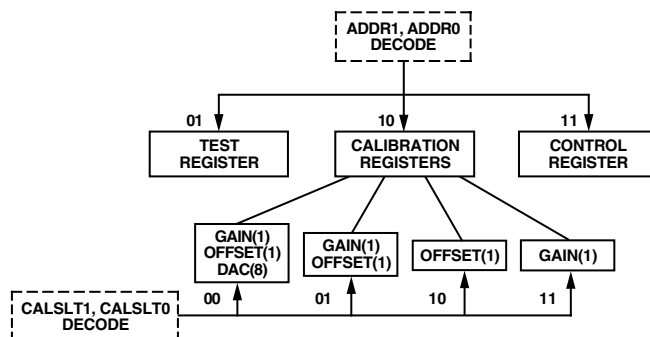 ADDR1, ADDR0
DECODE
01
10
11
TEST
REGISTER
CALIBRATION
REGISTERS
CONTROL
REGISTER
GAIN(1)
OFFSET(1)
DAC(8)
GAIN(1)
OFFSET(1)
OFFSET(1)
GAIN(1)
CALSLT1, CALSLT0
DECODE
00
01
10
11